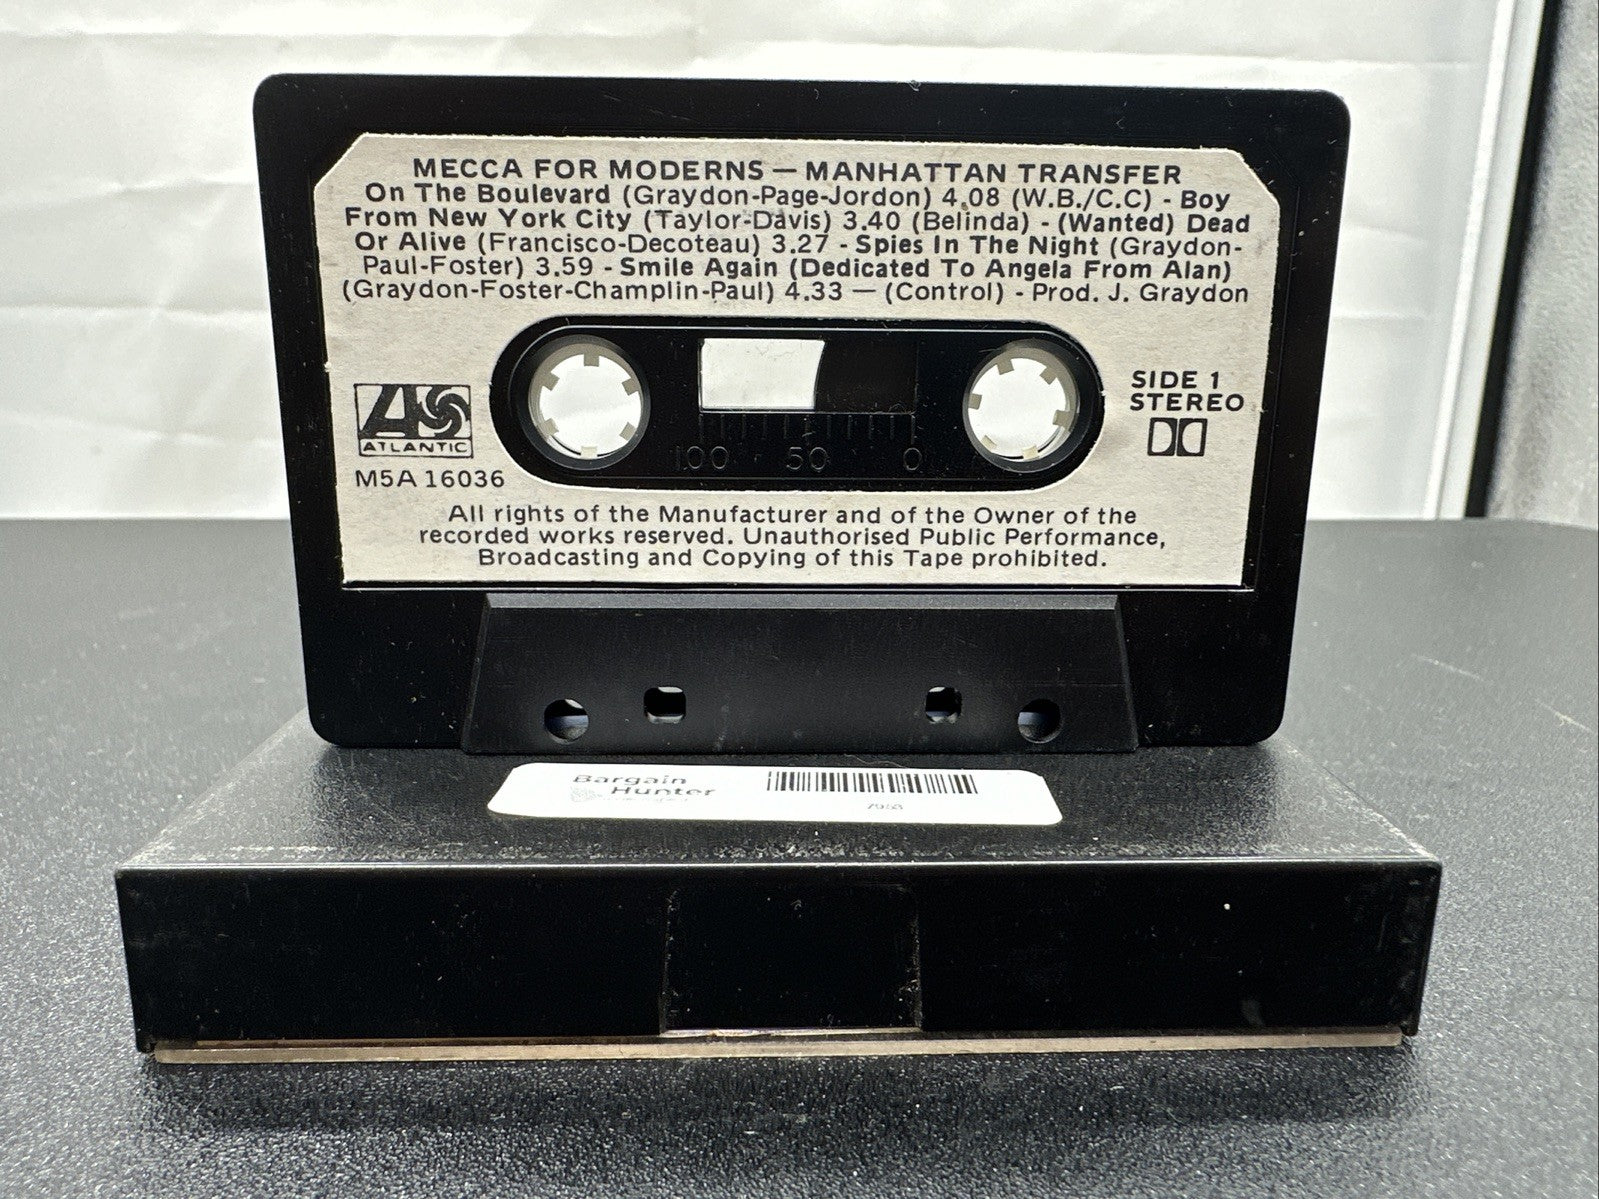 MECCA FOR MODERNS — MANHATTAN TRANSFER
On The Boulevard (Graydon-Page-Jordon) 4.08 (W.B./C.C) - Boy
From New York City (Taylor-Davis) 3.40 (Belinda) - (Wanted) Dead
Or Alive (Francisco-Decoteau) 3.27 - Spies In The Night (Graydon-
Paul-Foster) 3.59 - Smile Again (Dedicated To Angela From Alan)
(Graydon-Foster-Champlin-Paul) 4.33 — (Control) - Prod. J. Graydon
ATLANTIC
M5A 16036
100 50 0
SIDE 1
STEREO
All rights of the Manufacturer and of the Owner of the
recorded works reserved. Unauthorised Public Performance,
Broadcasting and Copying of this Tape prohibited.
Bargain
Hunter